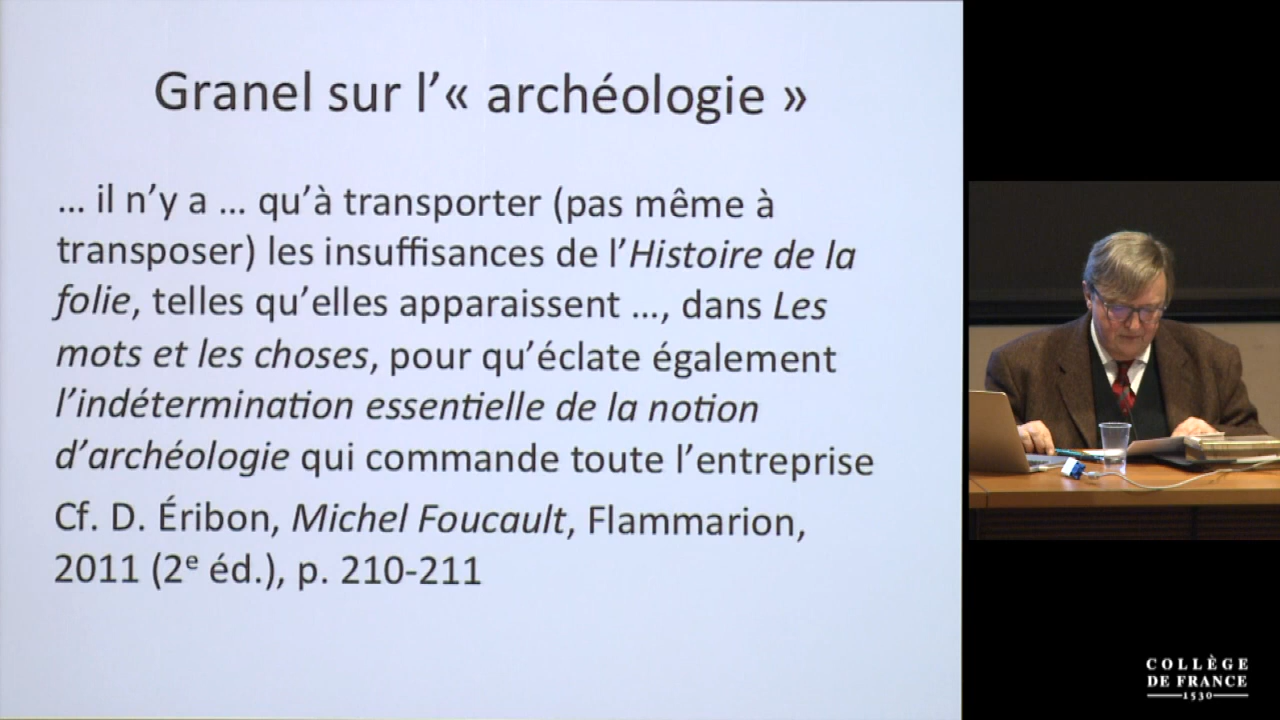 Granel sur l’« archéologie »
… il n’y a … qu’à transporter (pas même à
transposer) les insuffisances de l’Histoire de la
folie, telles qu’elles apparaissent …, dans Les
mots et les choses, pour qu’éclate également
l’indétermination essentielle de la notion
d’archéologie qui commande toute l’entreprise
Cf. D. Éribon, Michel Foucault, Flammarion,
2011 (2e éd.), p. 210-211
COLLÈGE
DE FRANCE
1530